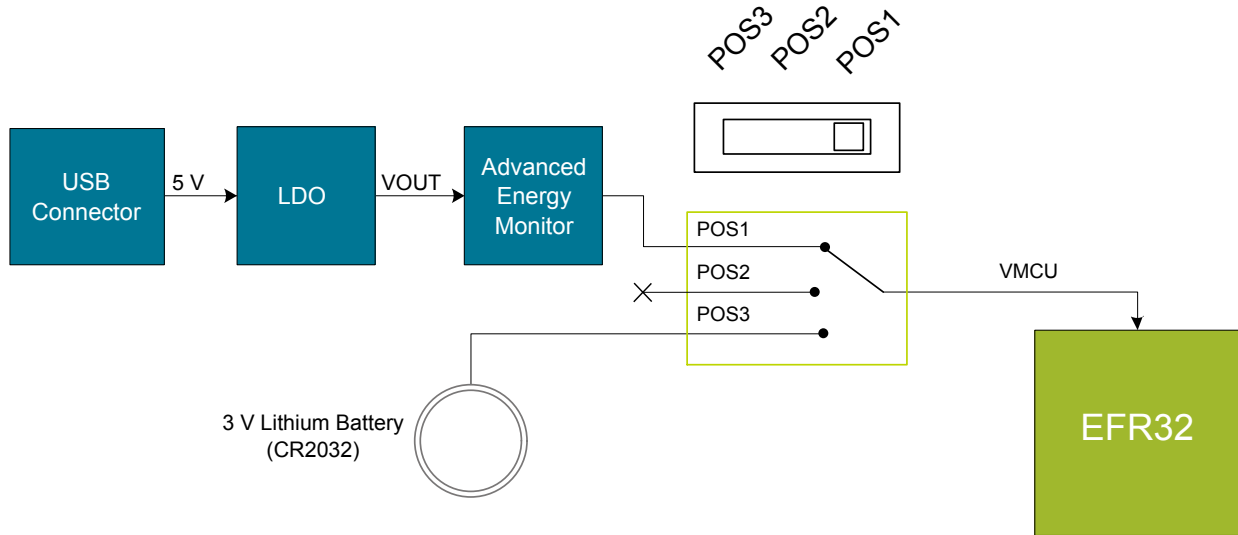 POS3
POS2
POS1
USB
Connector
5 V
LDO
VOUT
Advanced
Energy
Monitor
POS1
POS2
POS3
VMCU
3 V Lithium Battery
(CR2032)
EFR32